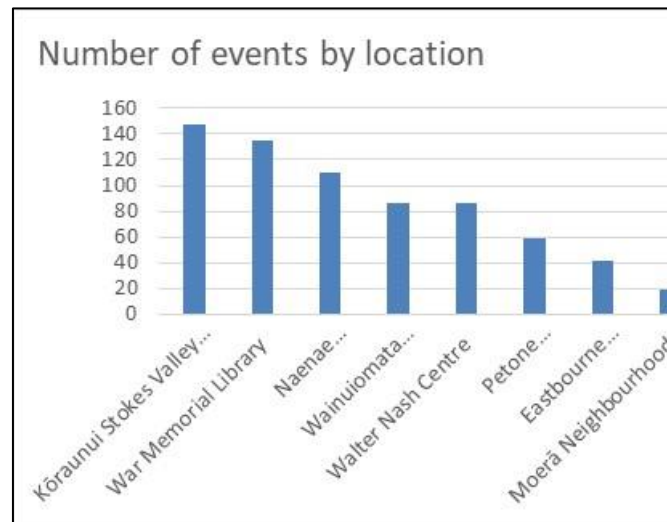 Number of events by location
160
140
120
100
80
60
40
20
0
Kōraunui Stokes Valley...
War Memorial Library
Naenae...
Wainuiomata...
Walter Nash Centre
Petone...
Eastbourne...
Moerā Neighbourhood